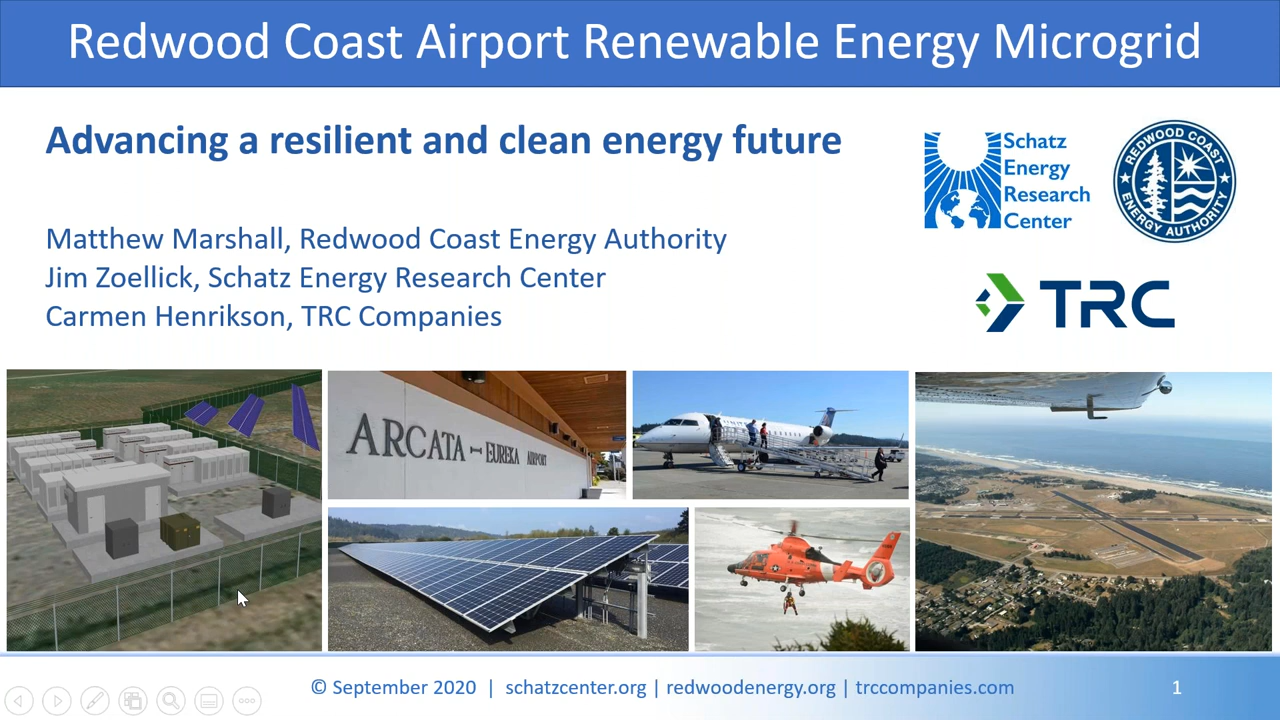 Redwood Coast Airport Renewable Energy Microgrid
Advancing a resilient and clean energy future
Matthew Marshall, Redwood Coast Energy Authority
Jim Zoellick, Schatz Energy Research Center
Carmen Henrikson, TRC Companies
Schatz
Energy
Research
Center
REDWOOD COAST
ENERGY AUTHORITY
TRC
ARCATA - EUREKA AIRPORT
© September 2020 | schatzcenter.org | redwoodenergy.org | trccompanies.com
1